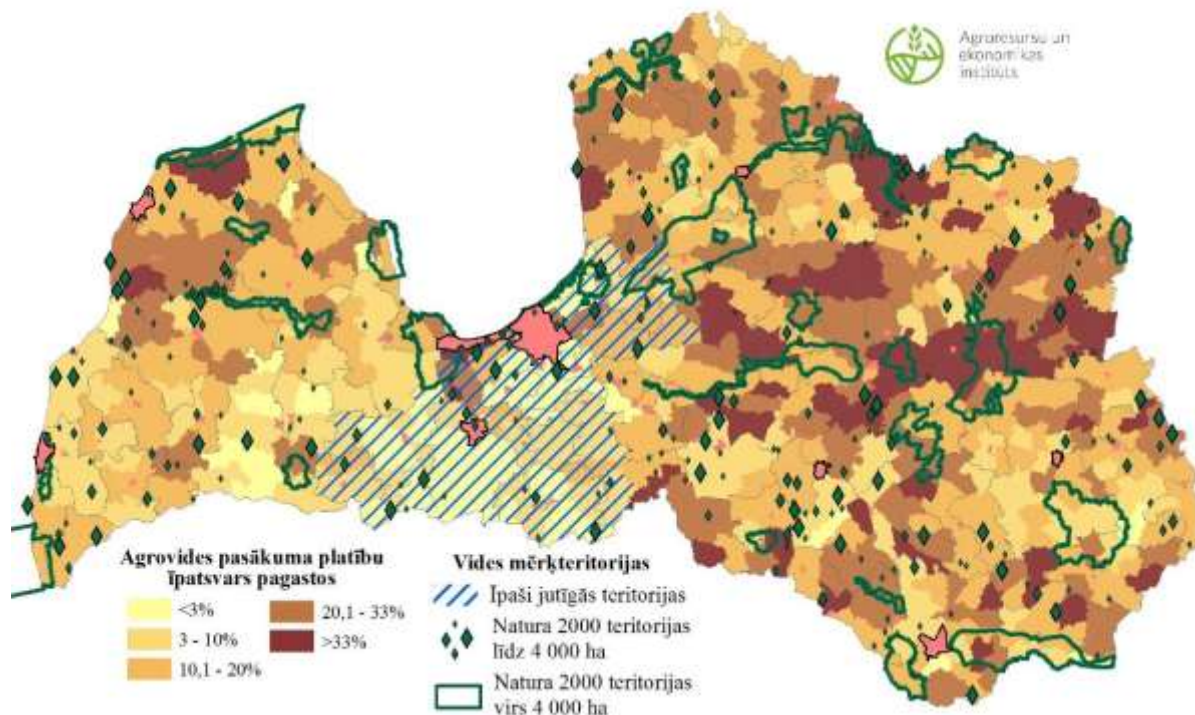 Agroresursu un
ekonomikas
institūts
Agrovides pasākuma platību
īpatsvars pagastos
<3%
3 - 10%
10,1 - 20%
20,1 - 33%
>33%
Vides mērķteritorijas
Īpaši jutīgās teritorijas
Natura 2000 teritorijas
līdz 4 000 ha
Natura 2000 teritorijas
virs 4 000 ha